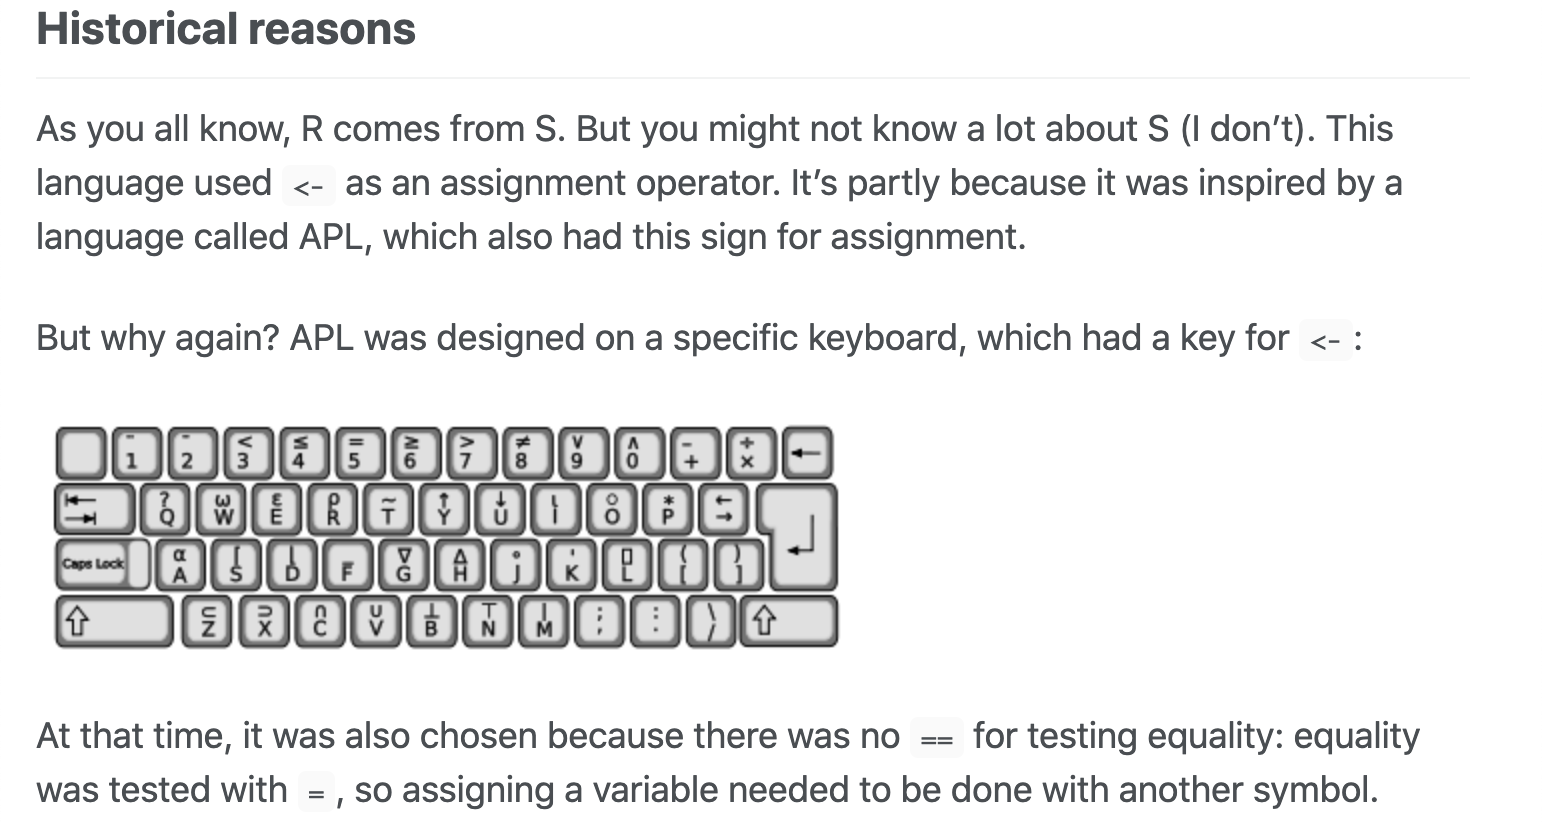 Historical reasons
As you all know, R comes from S. But you might not know a lot about S (I don’t). This
language used <- as an assignment operator. It’s partly because it was inspired by a
language called APL, which also had this sign for assignment.
But why again? APL was designed on a specific keyboard, which had a key for <- :
¨ 1 ¯ 2 < 3 ≤ 4 = 5 ≥ 6 > 7 ≠ 8 ∨ 9 ∧ 0 - + ÷ × ←
? Q ω W ε E ρ R ~ T ↑ Y ↓ U ι I ○ O * P ← →
Caps Lock α A ⌈ S ⌊ D F ∇ G ∆ H ∘ J ' K ⎕ L ( [ ) ]
⊂ Z ⊃ X ∩ C ∪ V ⊥ B ⊤ N | M ; : \ /
At that time, it was also chosen because there was no == for testing equality: equality
was tested with = , so assigning a variable needed to be done with another symbol.